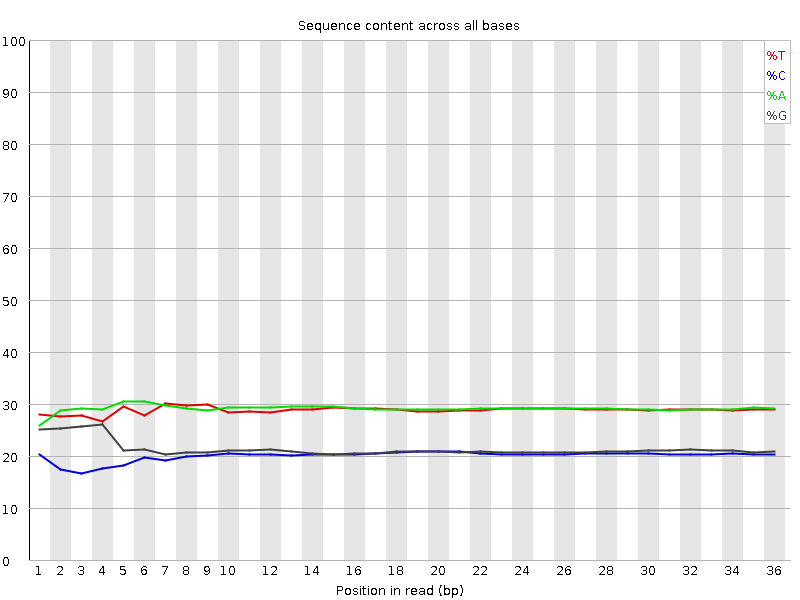 Sequence content across all bases
100
%T
%C
%A
%G
90
80
70
60
50
40
30
20
10
0
1 2 3 4 5 6 7 8 9 10 12 14 16 18 20 22 24 26 28 30 32 34 36
Position in read (bp)